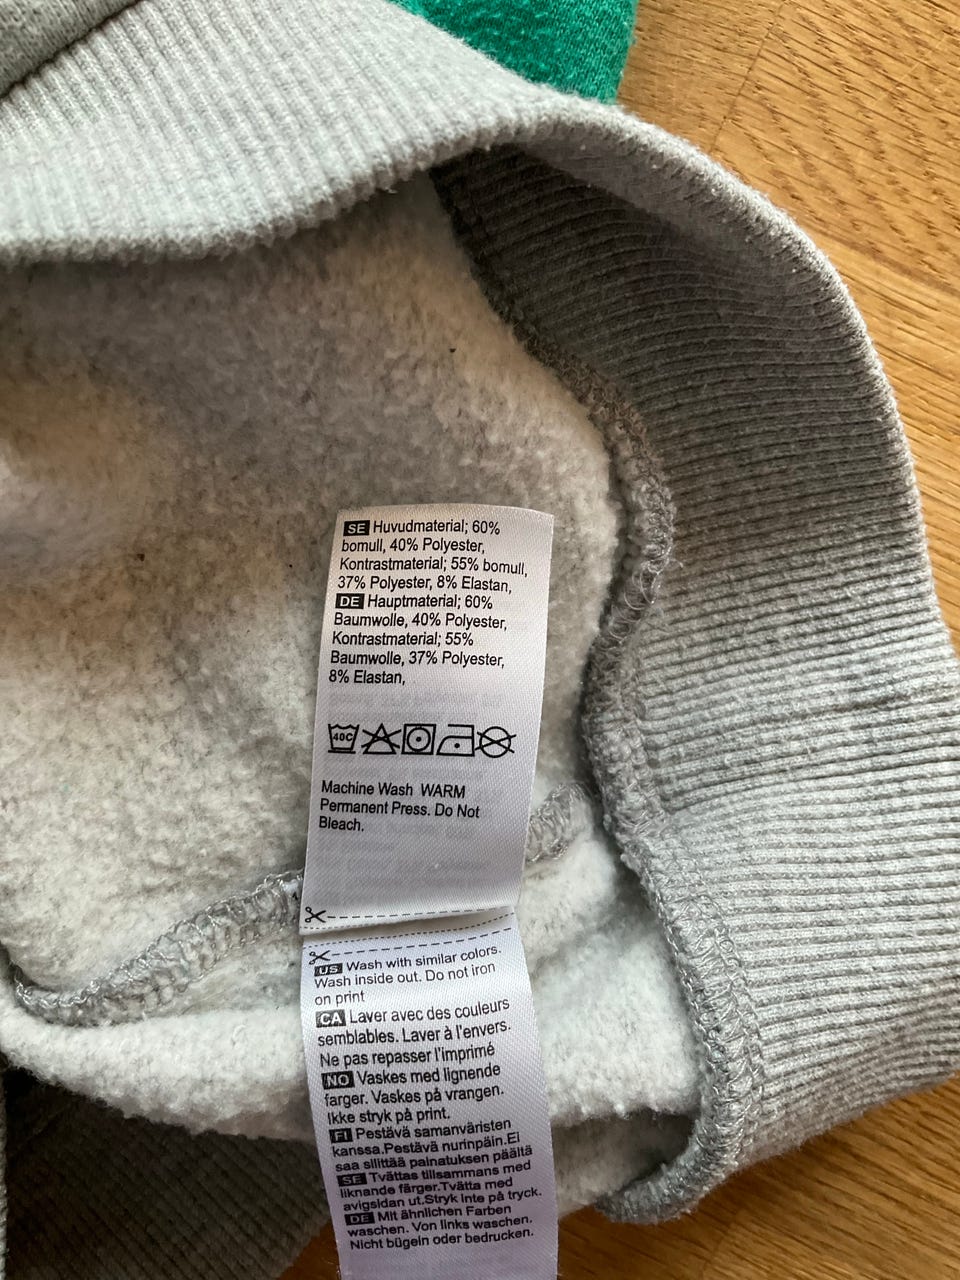 SE Huvudmaterial; 60%
bomull, 40% Polyester,
Kontrastmaterial; 55% bomull,
37% Polyester, 8% Elastan,
DE Hauptmaterial; 60%
Baumwolle, 40% Polyester,
Kontrastmaterial; 55%
Baumwolle, 37% Polyester,
8% Elastan,
40C
Machine Wash WARM
Permanent Press. Do Not
Bleach.
US Wash with similar colors.
Wash inside out. Do not iron
on print
CA Laver avec des couleurs
semblables. Laver à l'envers.
Ne pas repasser l'imprimé
NO Vaskes med lignende
farger. Vaskes på vrangen.
Ikke stryk på print.
FI Pestävä samanväristen
kanssa.Pestävä nurinpäin.El
saa silittää painatuksen päältä
SE Tvättas tillsammans med
liknande färger.Tvätta med
avigsidan ut.Stryk inte på tryck.
DE Mit ähnlichen Farben
waschen. Von links waschen.
Nicht bügeln oder bedrucken.